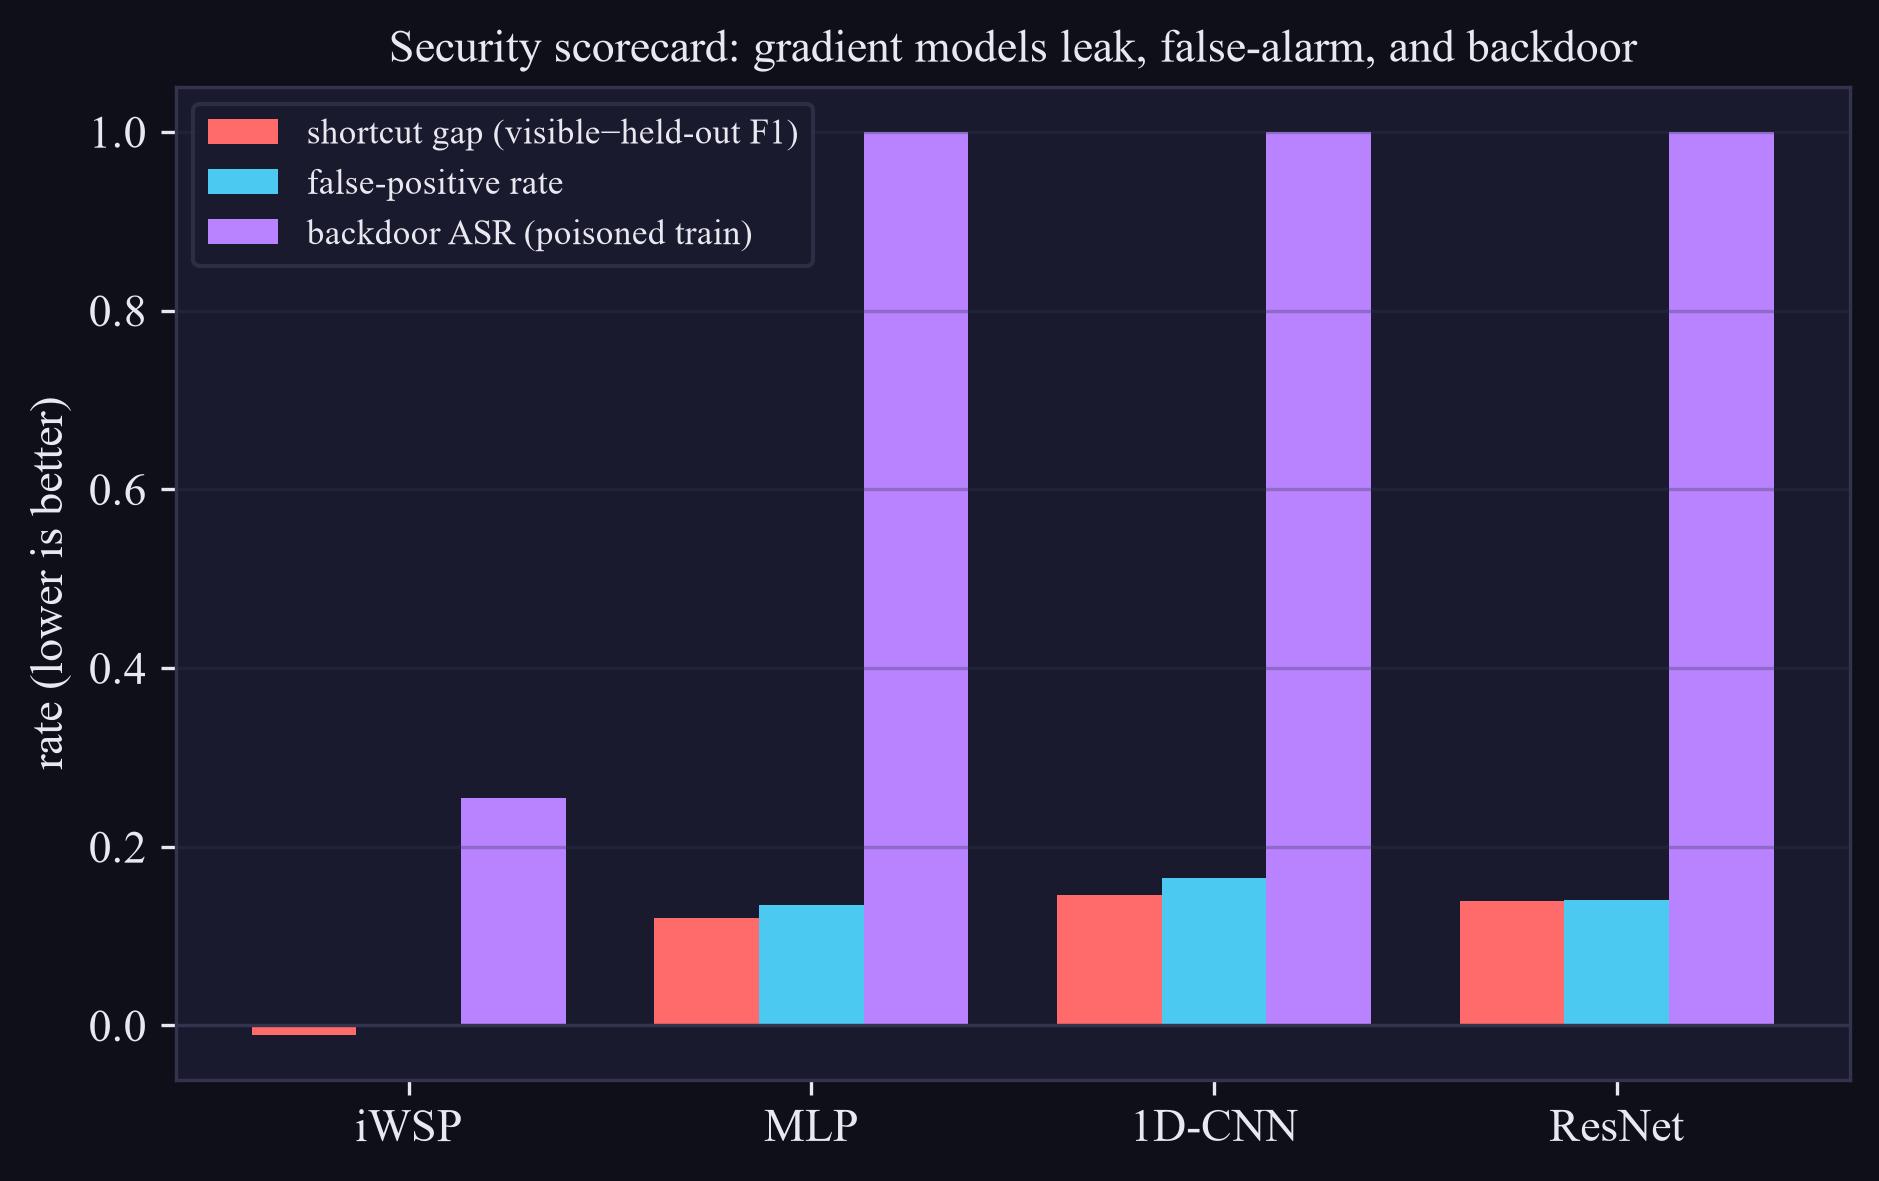 Security scorecard: gradient models leak, false-alarm, and backdoor
shortcut gap (visible−held-out F1)
false-positive rate
backdoor ASR (poisoned train)
rate (lower is better)
1.0
0.8
0.6
0.4
0.2
0.0
iWSP MLP 1D-CNN ResNet